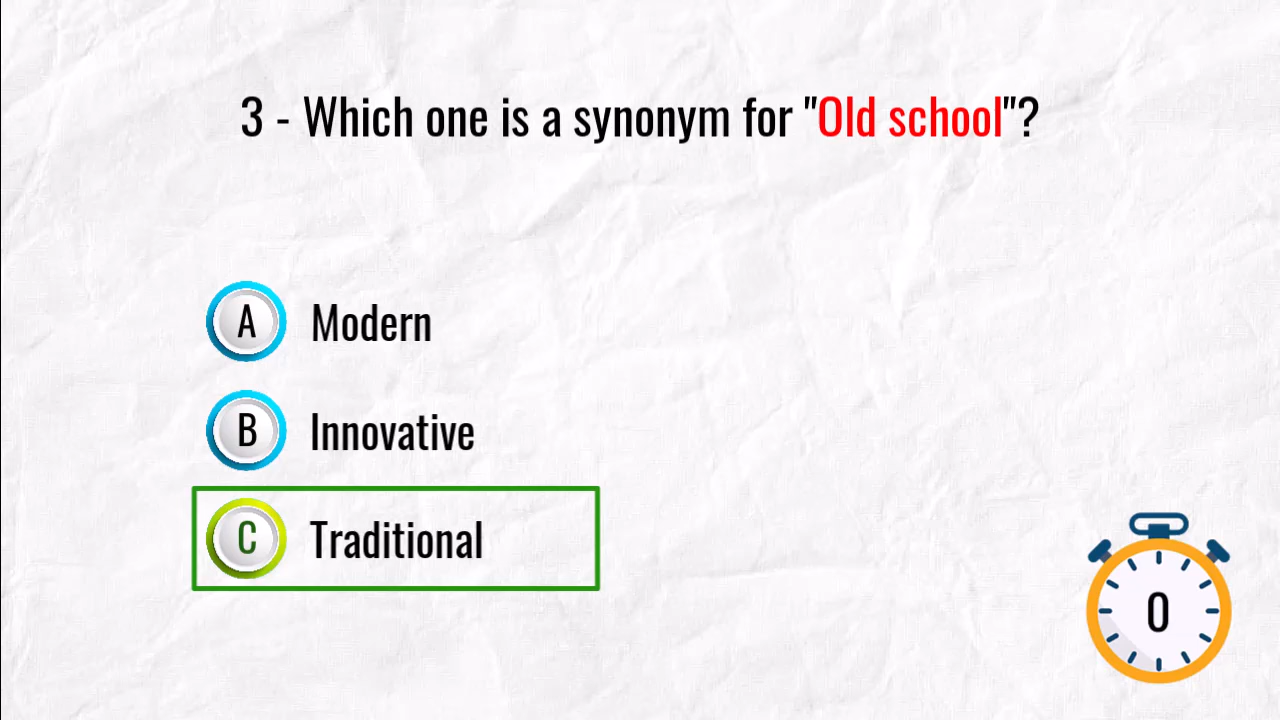 3 - Which one is a synonym for "Old school"?
A Modern
B Innovative
C Traditional
0